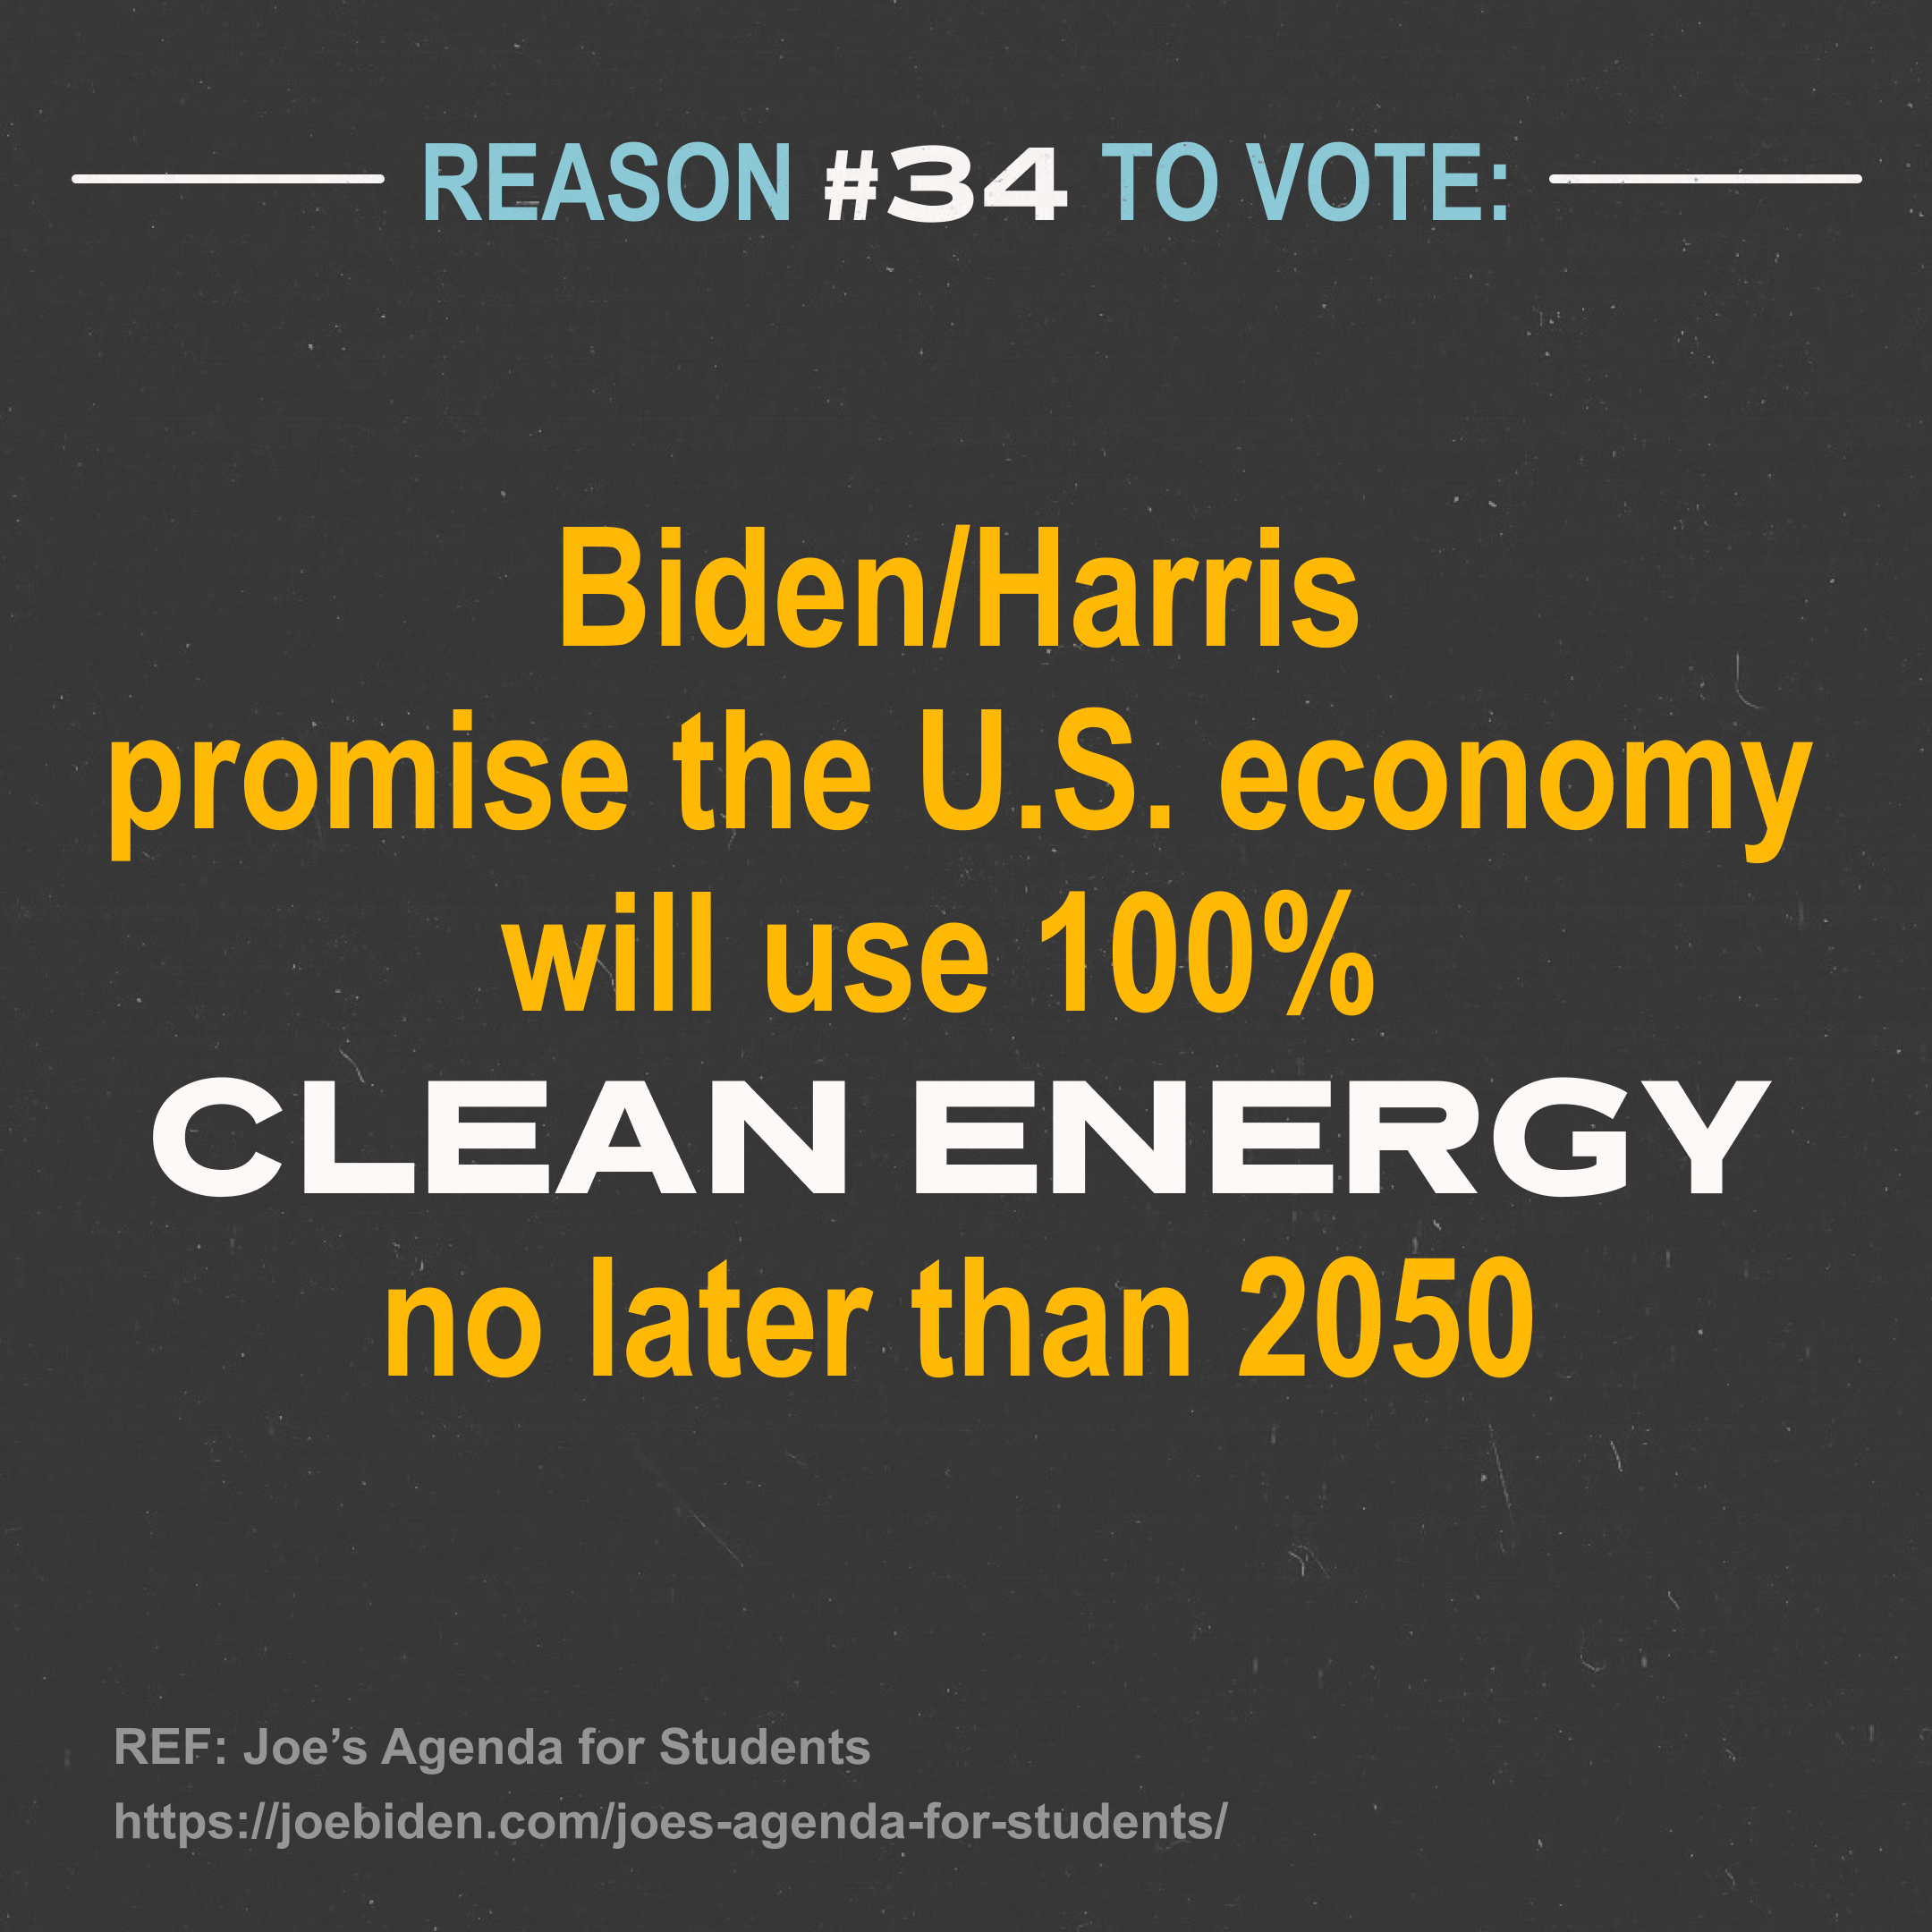 REASON #34 TO VOTE:
Biden/Harris
promise the U.S. economy
will use 100%
CLEAN ENERGY
no later than 2050
REF: Joe’s Agenda for Students
https://joebiden.com/joes-agenda-for-students/